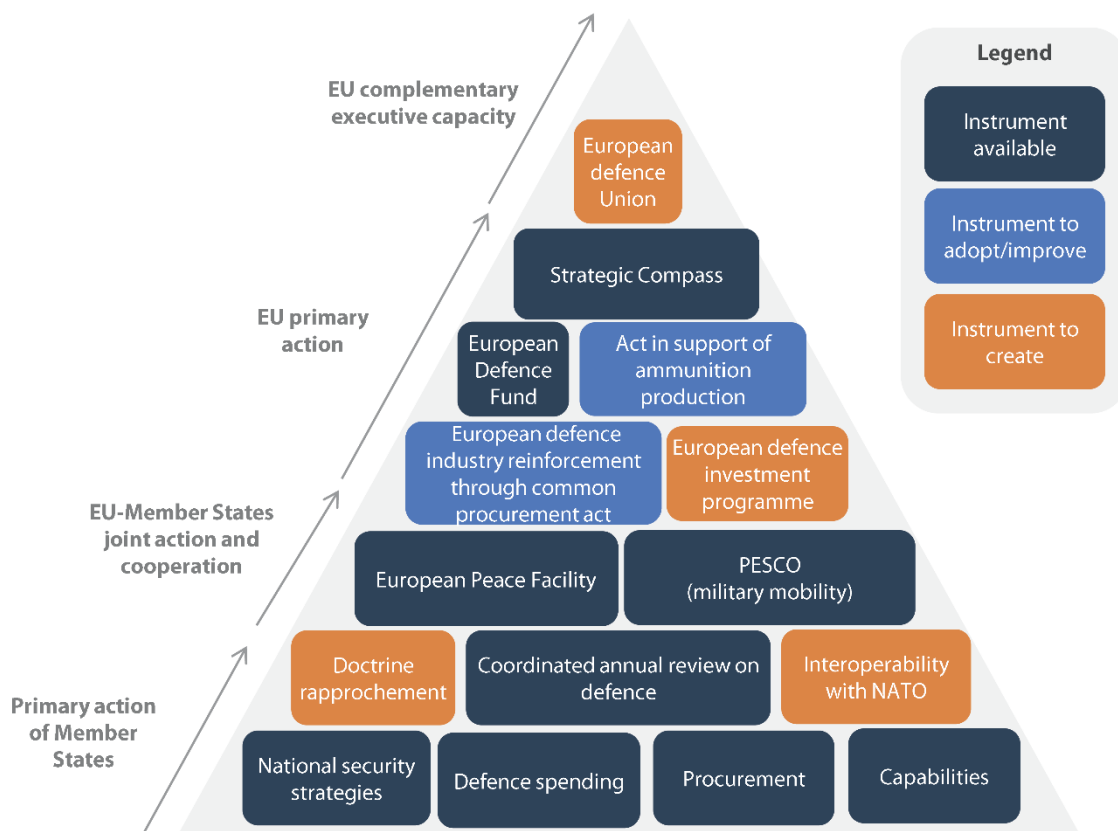 EU complementary
executive capacity
EU primary
action
EU-Member States
joint action and
cooperation
Primary action
of Member
States
European
defence
Union
Strategic Compass
European
Defence
Fund
Act in support of
ammunition
production
European defence
industry reinforcement
through common
procurement act
European defence
investment
programme
European Peace Facility
PESCO
(military mobility)
Doctrine
rapprochement
Coordinated annual review on
defence
Interoperability
with NATO
National security
strategies
Defence spending
Procurement
Capabilities
Legend
Instrument
available
Instrument to
adopt/improve
Instrument to
create